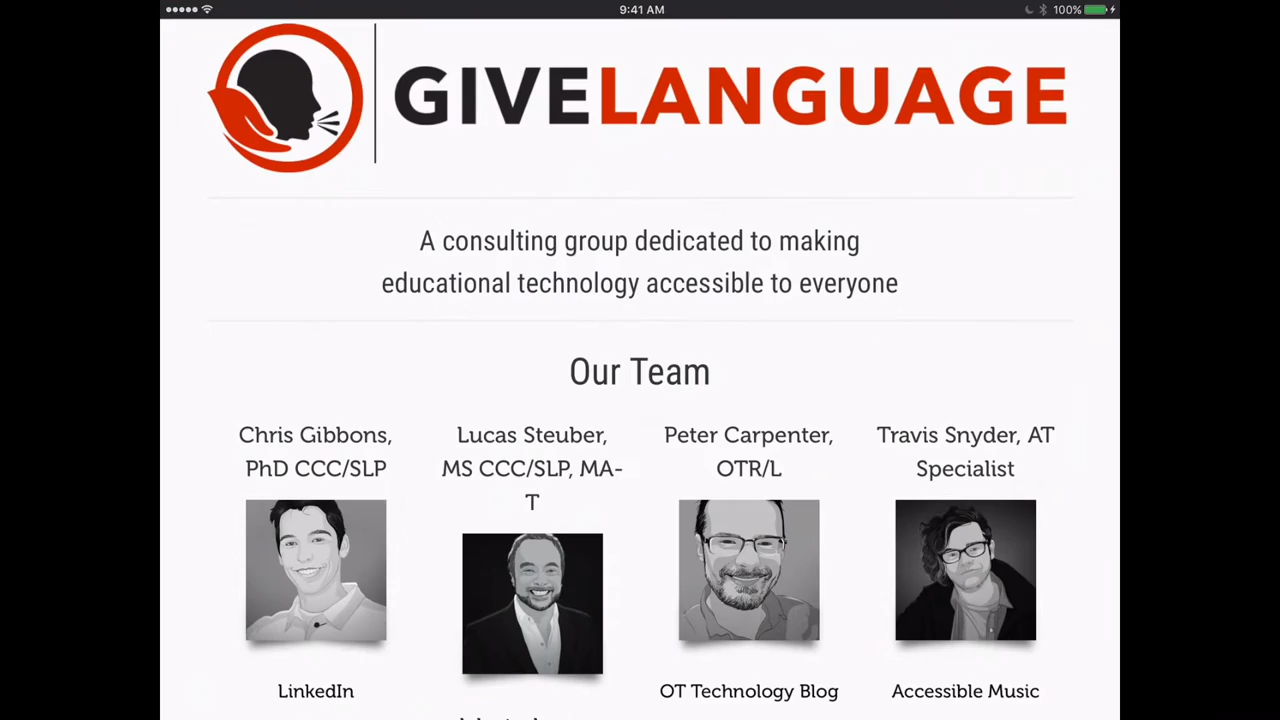 9:41 AM
100%
GIVELANGUAGE
A consulting group dedicated to making
educational technology accessible to everyone
Our Team
Chris Gibbons,
PhD CCC/SLP
Lucas Steuber,
MS CCC/SLP, MA-
T
Peter Carpenter,
OTR/L
Travis Snyder, AT
Specialist
LinkedIn
OT Technology Blog
Accessible Music